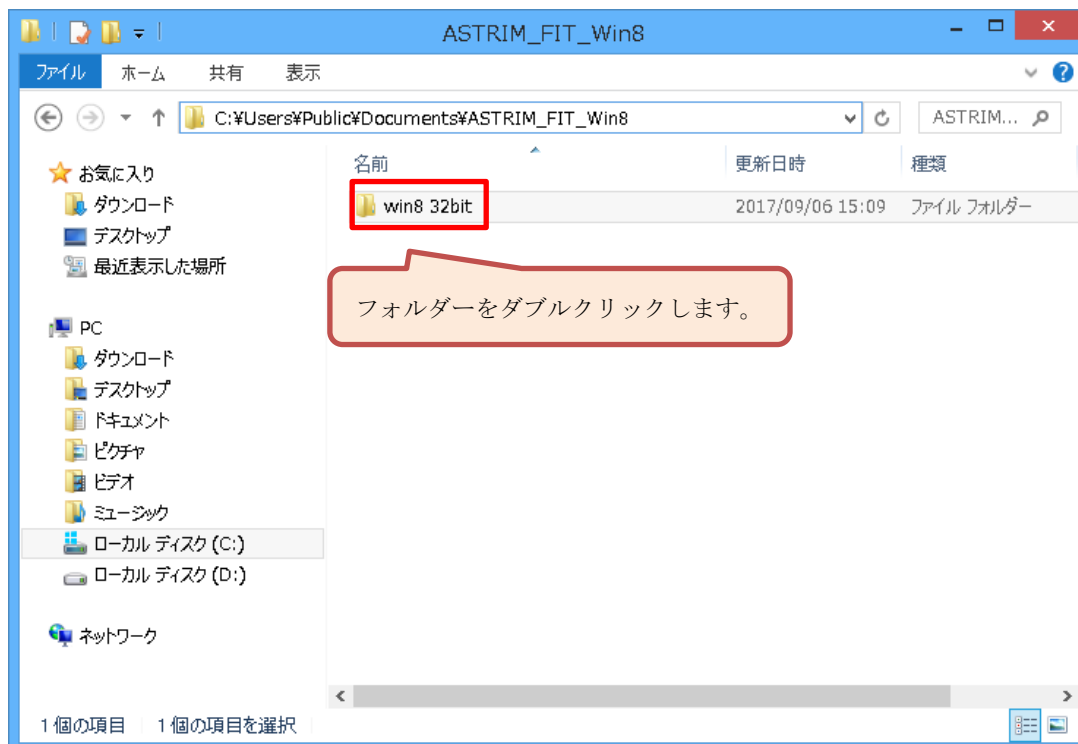 ASTRIM_FIT_Win8
ファイル ホーム 共有 表示
C:¥Users¥Public¥Documents¥ASTRIM_FIT_Win8 ASTRIM...
名前 更新日時 種類
win8 32bit 2017/09/06 15:09 ファイル フォルダー
フォルダーをダブルクリックします。
お気に入り
ダウンロード
デスクトップ
最近表示した場所
PC
ダウンロード
デスクトップ
ドキュメント
ピクチャ
ビデオ
ミュージック
ローカル ディスク (C:)
ローカル ディスク (D:)
ネットワーク
1 個の項目 1 個の項目を選択